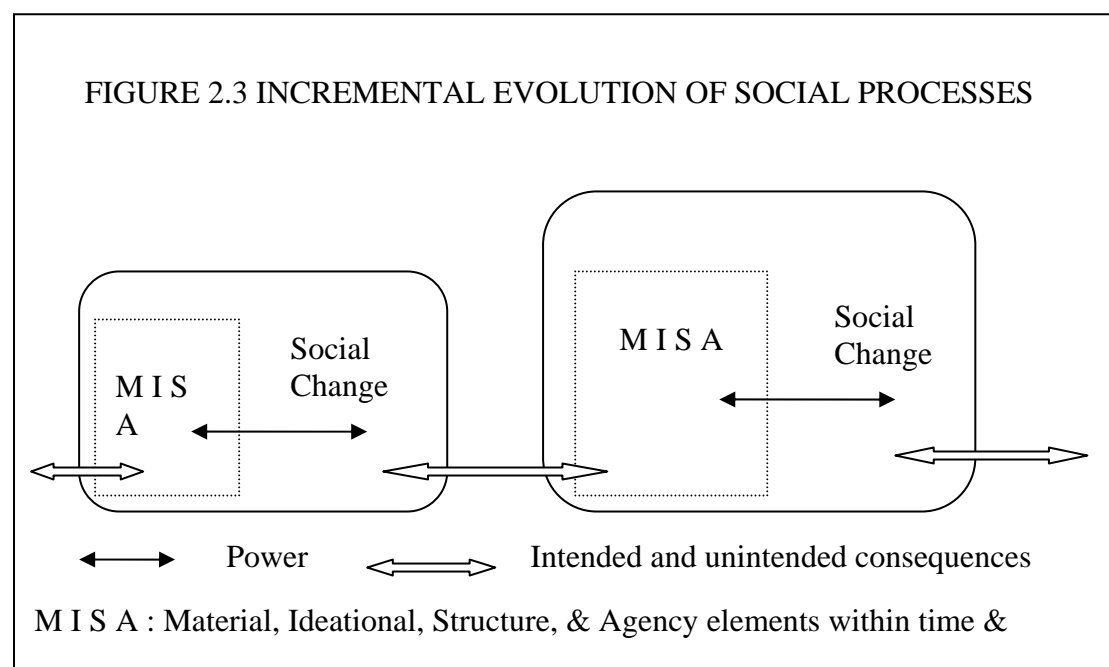 FIGURE 2.3 INCREMENTAL EVOLUTION OF SOCIAL PROCESSES
M I S
A
Social
Change
M I S A
Social
Change
Power
Intended and unintended consequences
M I S A : Material, Ideational, Structure, & Agency elements within time &